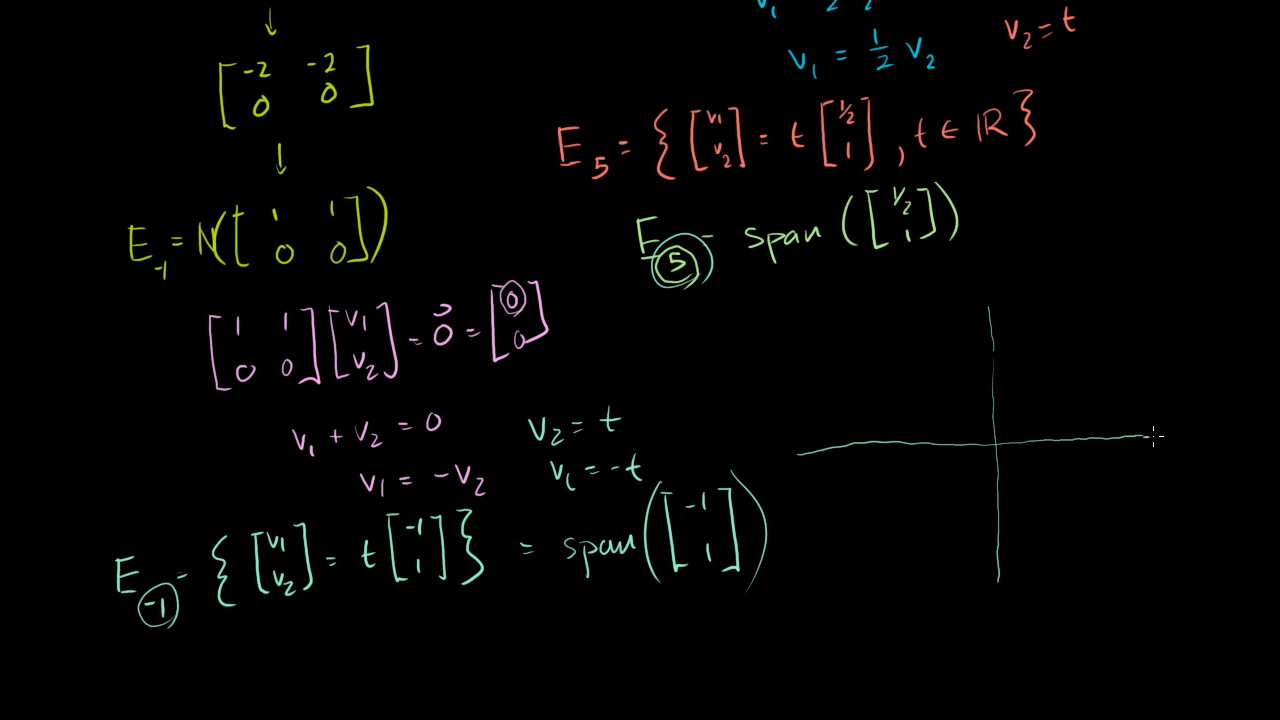 ↓
[ -2 -2 ; 0 0 ]
↓
E₋₁ = N([ 1 1 ; 0 0 ])
[ 1 1 ; 0 0 ] [ v₁ ; v₂ ] = 0⃗ = [ 0 ; 0 ]
v₁ + v₂ = 0
v₁ = -v₂
v₂ = t
v₁ = -t
E₋₁ = { [ v₁ ; v₂ ] = t [ -1 ; 1 ] } = span([ -1 ; 1 ])
v₁ = ½ v₂
v₂ = t
E₅ = { [ v₁ ; v₂ ] = t [ 1/2 ; 1 ], t ∈ ℝ }
E₅ = span([ 1/2 ; 1 ])